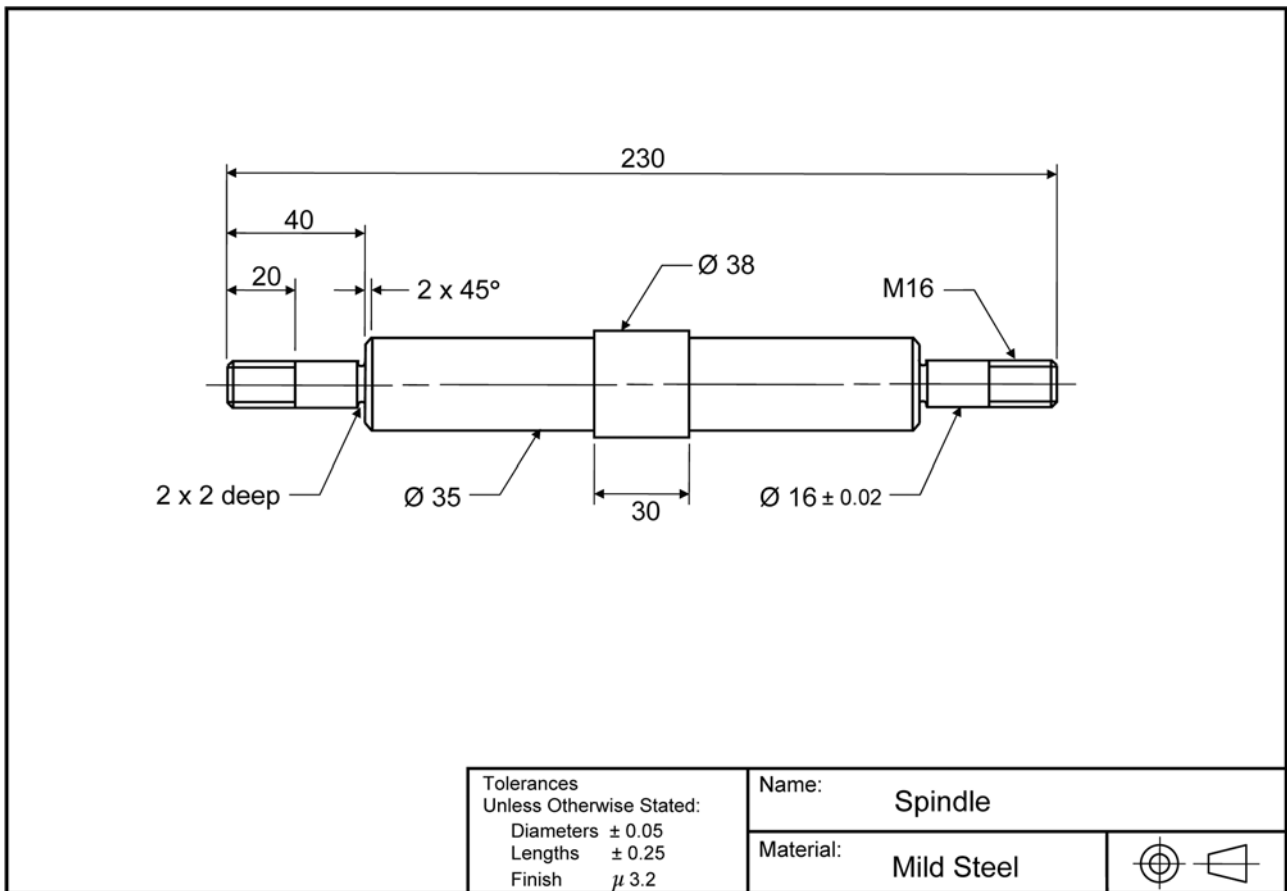 230
40
20
2 x 45°
Ø 38
M16
2 x 2 deep
Ø 35
30
Ø 16 ± 0.02
Tolerances
Unless Otherwise Stated:
Diameters ± 0.05
Lengths ± 0.25
Finish μ 3.2
Name:
Spindle
Material:
Mild Steel